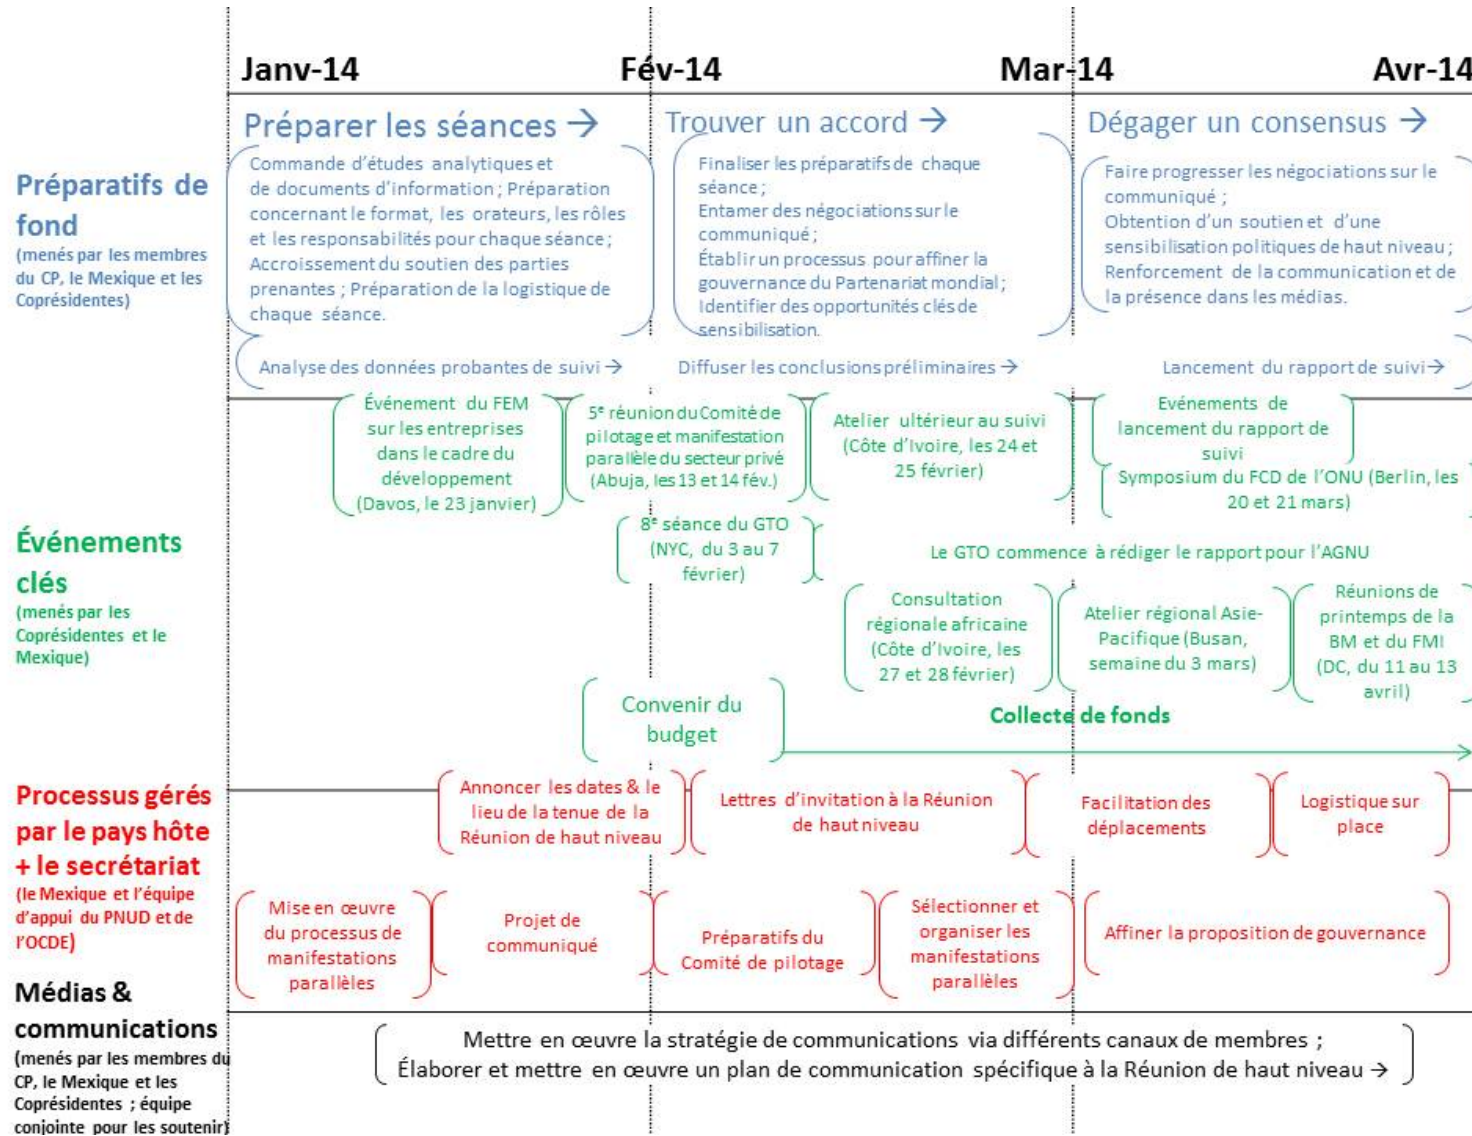 Janv-14
Fév-14
Mar-14
Avr-14
Préparatifs de
fond
(menés par les membres
du CP, le Mexique et les
Coprésidentes)
Préparer les séances →
Commande d'études analytiques et
de documents d'information ; Préparation
concernant le format, les orateurs, les rôles
et les responsabilités pour chaque séance ;
Accroissement du soutien des parties
prenantes ; Préparation de la logistique de
chaque séance.
Trouver un accord →
Finaliser les préparatifs de chaque
séance ;
Entamer des négociations sur le
communiqué ;
Établir un processus pour affiner la
gouvernance du Partenariat mondial ;
Identifier des opportunités clés de
sensibilisation.
Dégager un consensus →
Faire progresser les négociations sur le
communiqué ;
Obtention d'un soutien et d'une
sensibilisation politiques de haut niveau ;
Renforcement de la communication et de
la présence dans les médias.
Analyse des données probantes de suivi →
Diffuser les conclusions préliminaires →
Lancement du rapport de suivi →
Événements
clés
(menés par les
Coprésidentes et le
Mexique)
Événement du FEM
sur les entreprises
dans le cadre du
développement
(Davos, le 23 janvier)
5e réunion du Comité de
pilotage et manifestation
parallèle du secteur privé
(Abuja, les 13 et 14 fév.)
Atelier ultérieur au suivi
(Côte d'Ivoire, les 24 et
25 février)
Evénements de
lancement du rapport de
suivi
Symposium du FCD de l'ONU (Berlin, les
20 et 21 mars)
8e séance du GTO
(NYC, du 3 au 7
février)
Le GTO commence à rédiger le rapport pour l'AGNU
Consultation
régionale africaine
(Côte d'Ivoire, les
27 et 28 février)
Atelier régional Asie-
Pacifique (Busan,
semaine du 3 mars)
Réunions de
printemps de la
BM et du FMI
(DC, du 11 au 13
avril)
Convenir du
budget
Collecte de fonds
Processus gérés
par le pays hôte
+ le secrétariat
(le Mexique et l'équipe
d'appui du PNUD et de
l'OCDE)
Annoncer les dates & le
lieu de la tenue de la
Réunion de haut niveau
Lettres d'invitation à la Réunion
de haut niveau
Facilitation des
déplacements
Logistique sur
place
Mise en œuvre
du processus de
manifestations
parallèles
Projet de
communiqué
Préparatifs du
Comité de pilotage
Sélectionner et
organiser les
manifestations
parallèles
Affiner la proposition de gouvernance
Médias &
communications
(menés par les membres du
CP, le Mexique et les
Coprésidentes ; équipe
conjointe pour les soutenir)
Mettre en œuvre la stratégie de communications via différents canaux de membres ;
Élaborer et mettre en œuvre un plan de communication spécifique à la Réunion de haut niveau →